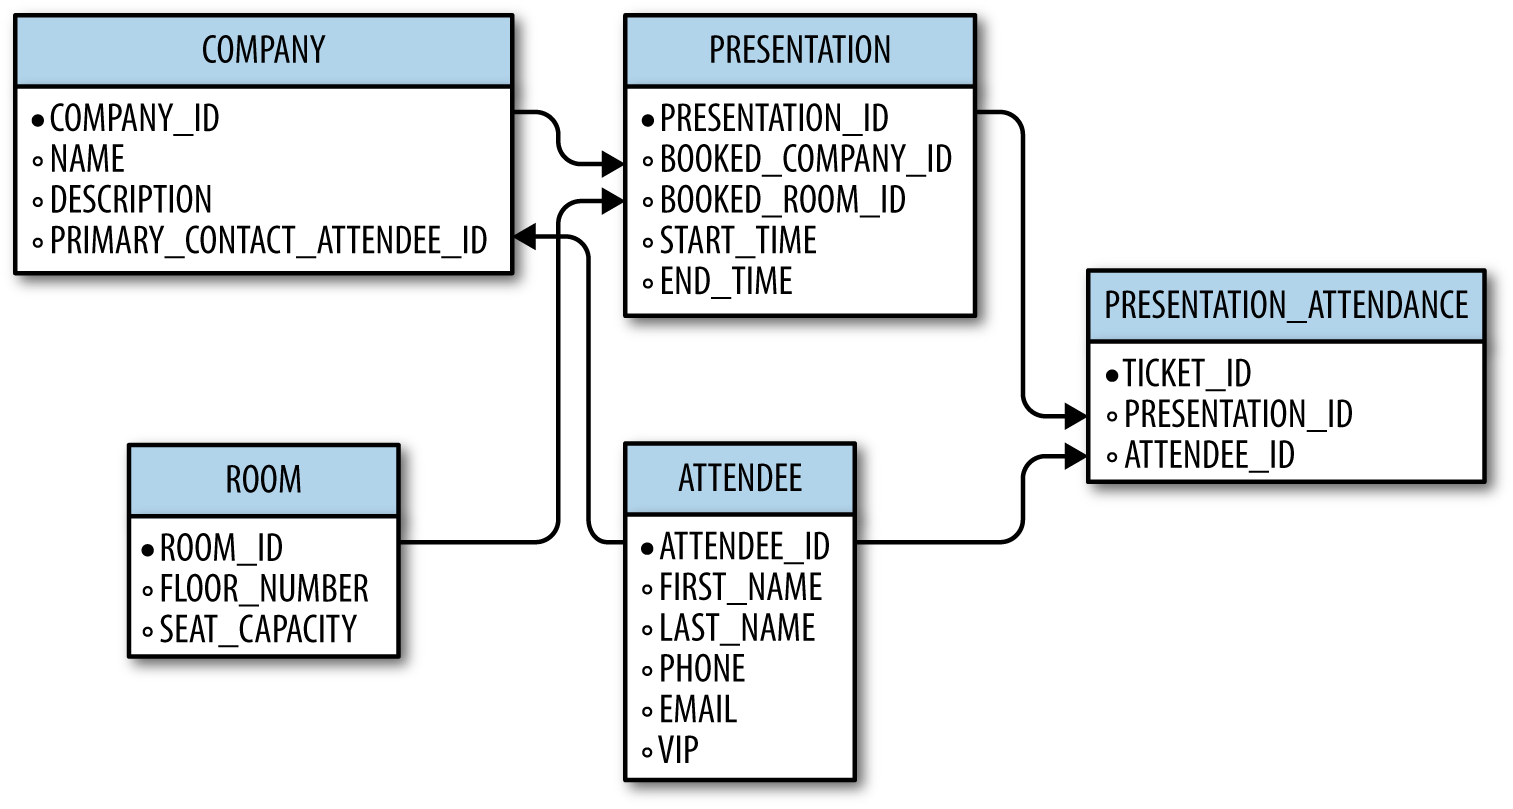 COMPANY
COMPANY_ID
NAME
DESCRIPTION
PRIMARY_CONTACT_ATTENDEE_ID
PRESENTATION
PRESENTATION_ID
BOOKED_COMPANY_ID
BOOKED_ROOM_ID
START_TIME
END_TIME
PRESENTATION_ATTENDANCE
TICKET_ID
PRESENTATION_ID
ATTENDEE_ID
ROOM
ROOM_ID
FLOOR_NUMBER
SEAT_CAPACITY
ATTENDEE
ATTENDEE_ID
FIRST_NAME
LAST_NAME
PHONE
EMAIL
VIP